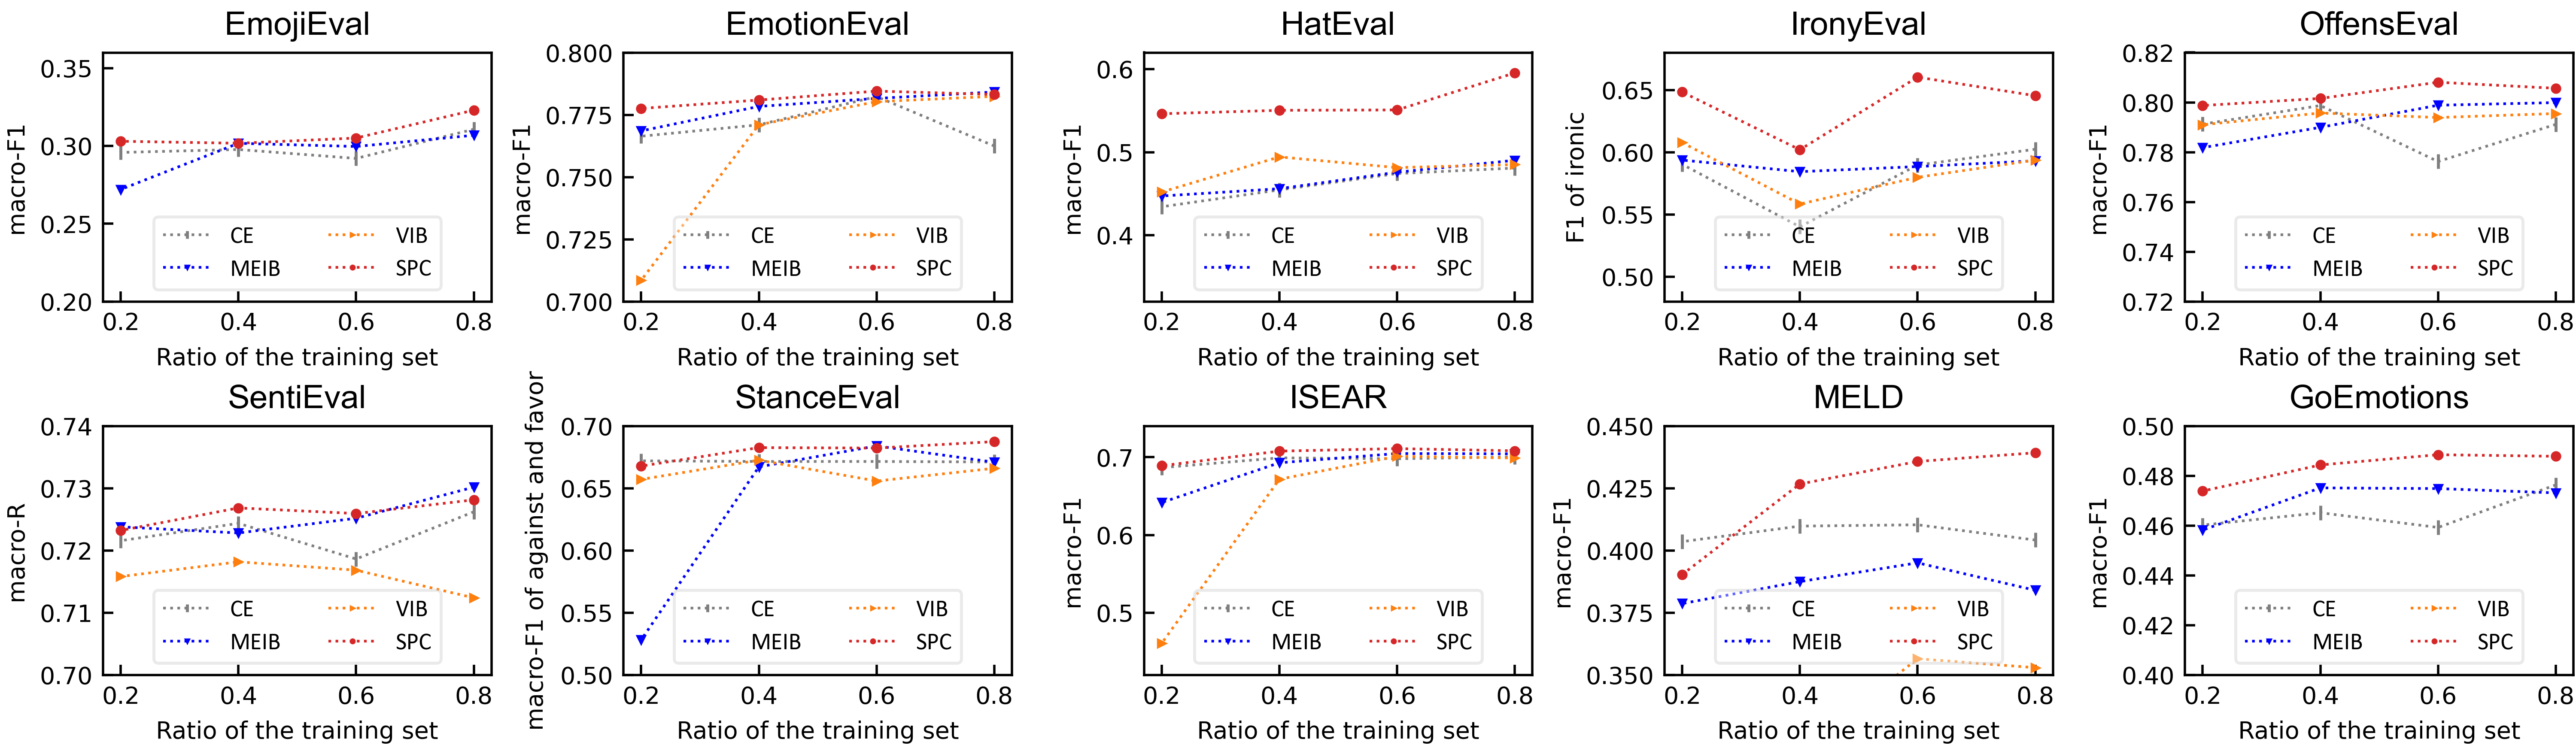 EmojiEval
macro-F1
0.35
0.30
0.25
0.20
CE
VIB
MEIB
SPC
0.2 0.4 0.6 0.8
Ratio of the training set
EmotionEval
macro-F1
0.800
0.775
0.750
0.725
0.700
CE
VIB
MEIB
SPC
0.2 0.4 0.6 0.8
Ratio of the training set
HatEval
macro-F1
0.6
0.5
0.4
CE
VIB
MEIB
SPC
0.2 0.4 0.6 0.8
Ratio of the training set
IronyEval
F1 of ironic
0.65
0.60
0.55
0.50
CE
VIB
MEIB
SPC
0.2 0.4 0.6 0.8
Ratio of the training set
OffensEval
macro-F1
0.82
0.80
0.78
0.76
0.74
0.72
CE
VIB
MEIB
SPC
0.2 0.4 0.6 0.8
Ratio of the training set
SentiEval
macro-R
0.74
0.73
0.72
0.71
0.70
CE
VIB
MEIB
SPC
0.2 0.4 0.6 0.8
Ratio of the training set
StanceEval
macro-F1 of against and favor
0.70
0.65
0.60
0.55
0.50
CE
VIB
MEIB
SPC
0.2 0.4 0.6 0.8
Ratio of the training set
ISEAR
macro-F1
0.7
0.6
0.5
CE
VIB
MEIB
SPC
0.2 0.4 0.6 0.8
Ratio of the training set
MELD
macro-F1
0.450
0.425
0.400
0.375
0.350
CE
VIB
MEIB
SPC
0.2 0.4 0.6 0.8
Ratio of the training set
GoEmotions
macro-F1
0.50
0.48
0.46
0.44
0.42
0.40
CE
VIB
MEIB
SPC
0.2 0.4 0.6 0.8
Ratio of the training set